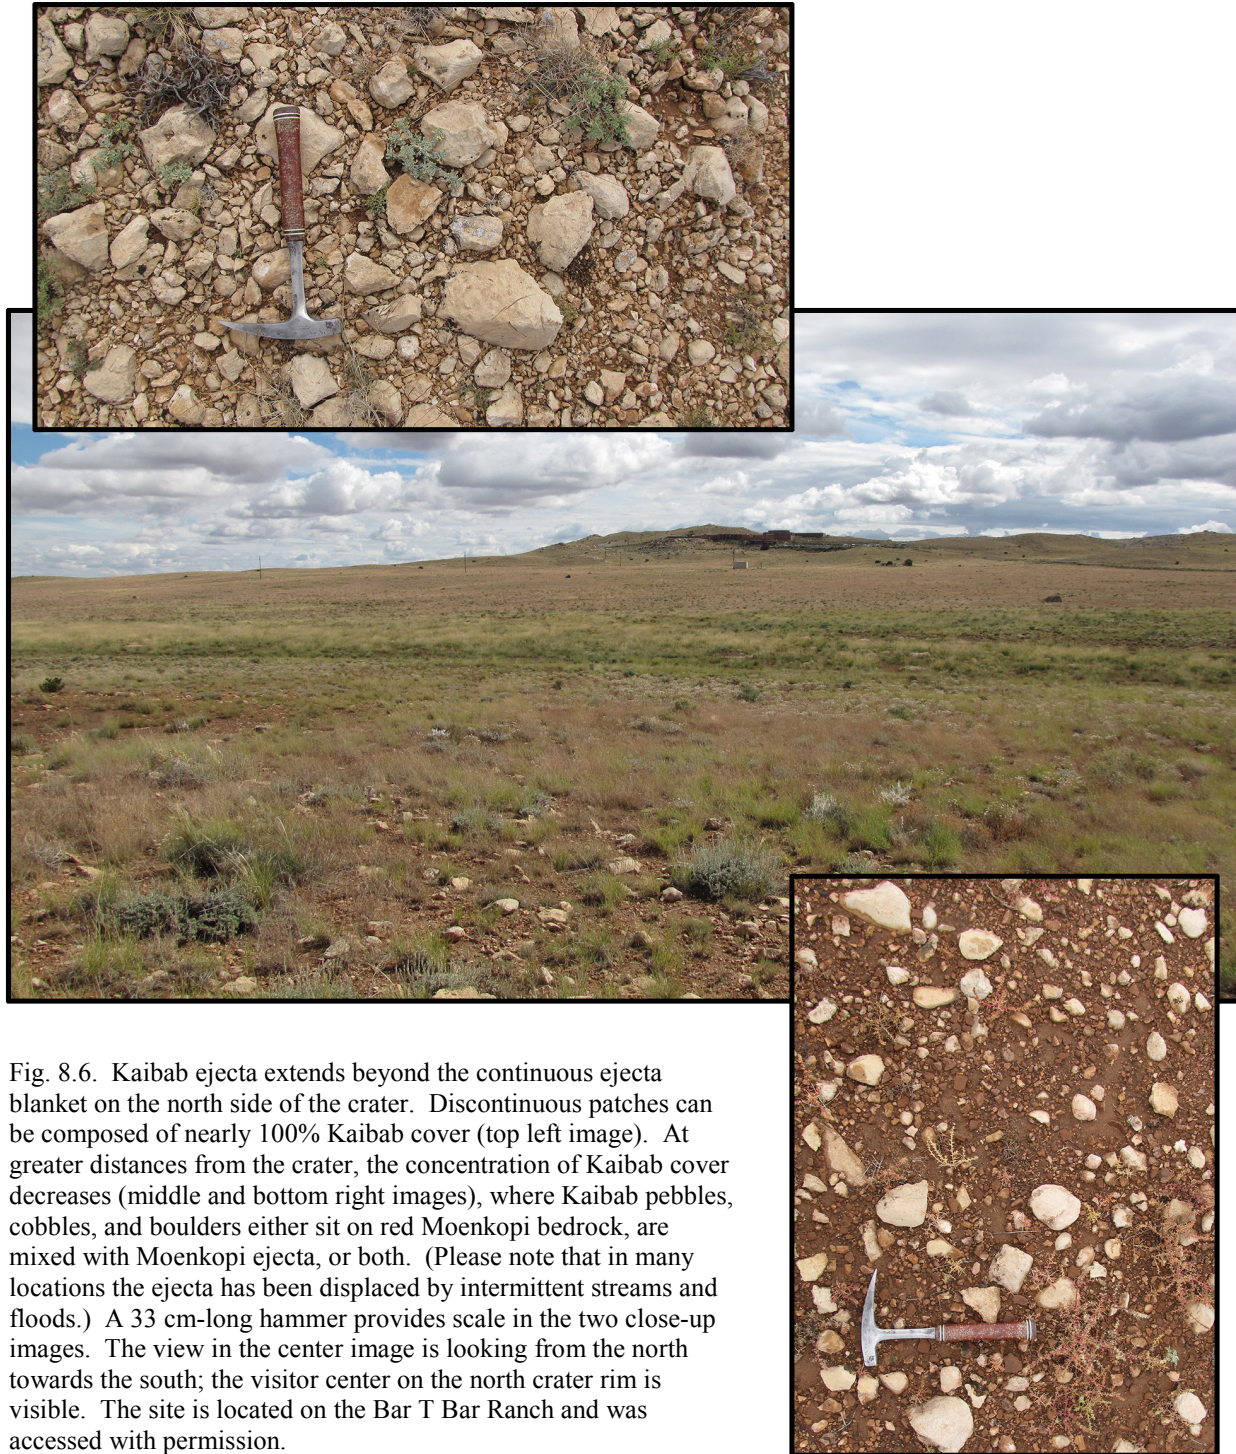 Fig. 8.6. Kaibab ejecta extends beyond the continuous ejecta
blanket on the north side of the crater. Discontinuous patches can
be composed of nearly 100% Kaibab cover (top left image). At
greater distances from the crater, the concentration of Kaibab cover
decreases (middle and bottom right images), where Kaibab pebbles,
cobbles, and boulders either sit on red Moenkopi bedrock, are
mixed with Moenkopi ejecta, or both. (Please note that in many
locations the ejecta has been displaced by intermittent streams and
floods.) A 33 cm-long hammer provides scale in the two close-up
images. The view in the center image is looking from the north
towards the south; the visitor center on the north crater rim is
visible. The site is located on the Bar T Bar Ranch and was
accessed with permission.